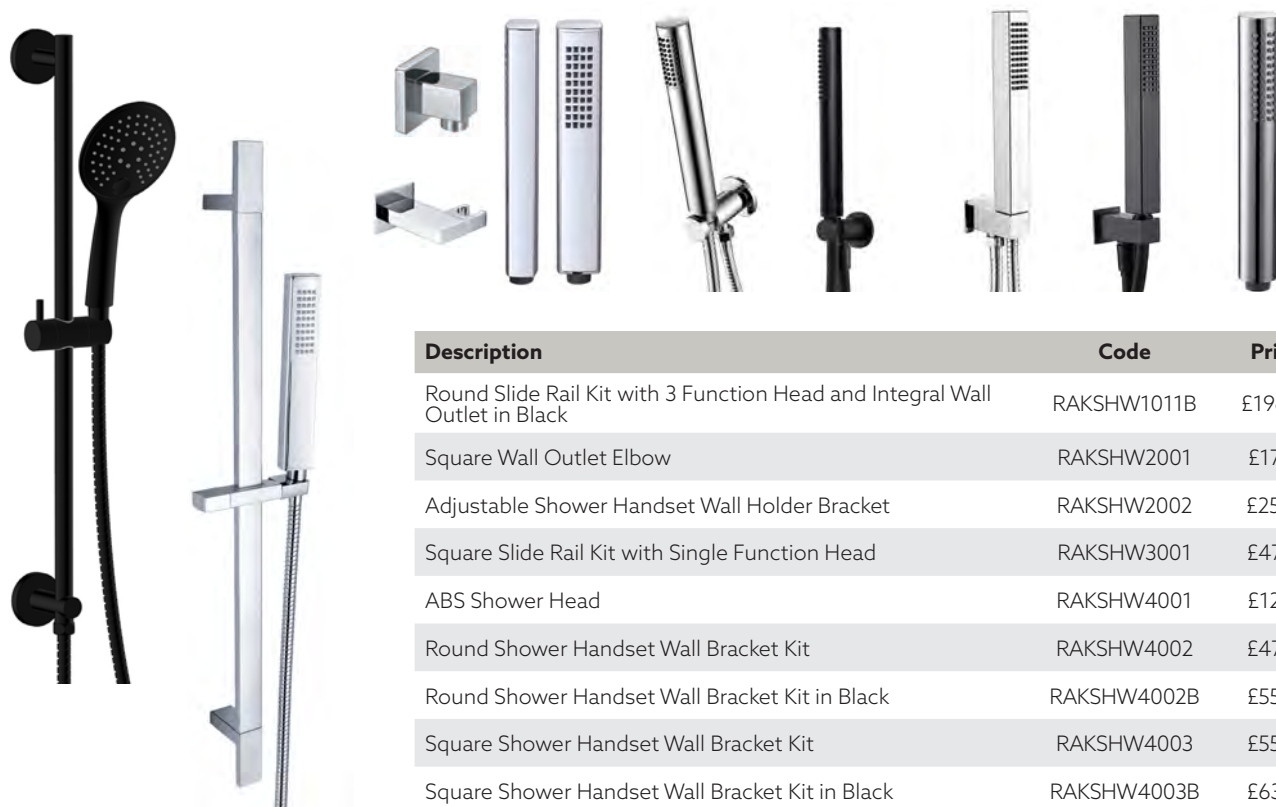 Description Code
Round Slide Rail Kit with 3 Function Head and Integral Wall
Outlet in Black RAKSHW1011B
Square Wall Outlet Elbow RAKSHW2001 £17
Adjustable Shower Handset Wall Holder Bracket RAKSHW2002 £25
Square Slide Rail Kit with Single Function Head RAKSHW3001 £47
ABS Shower Head RAKSHW4001 £12
Round Shower Handset Wall Bracket Kit RAKSHW4002 £47
Round Shower Handset Wall Bracket Kit in Black RAKSHW4002B £55
Square Shower Handset Wall Bracket Kit RAKSHW4003 £55
Square Shower Handset Wall Bracket Kit in Black RAKSHW4003B £63